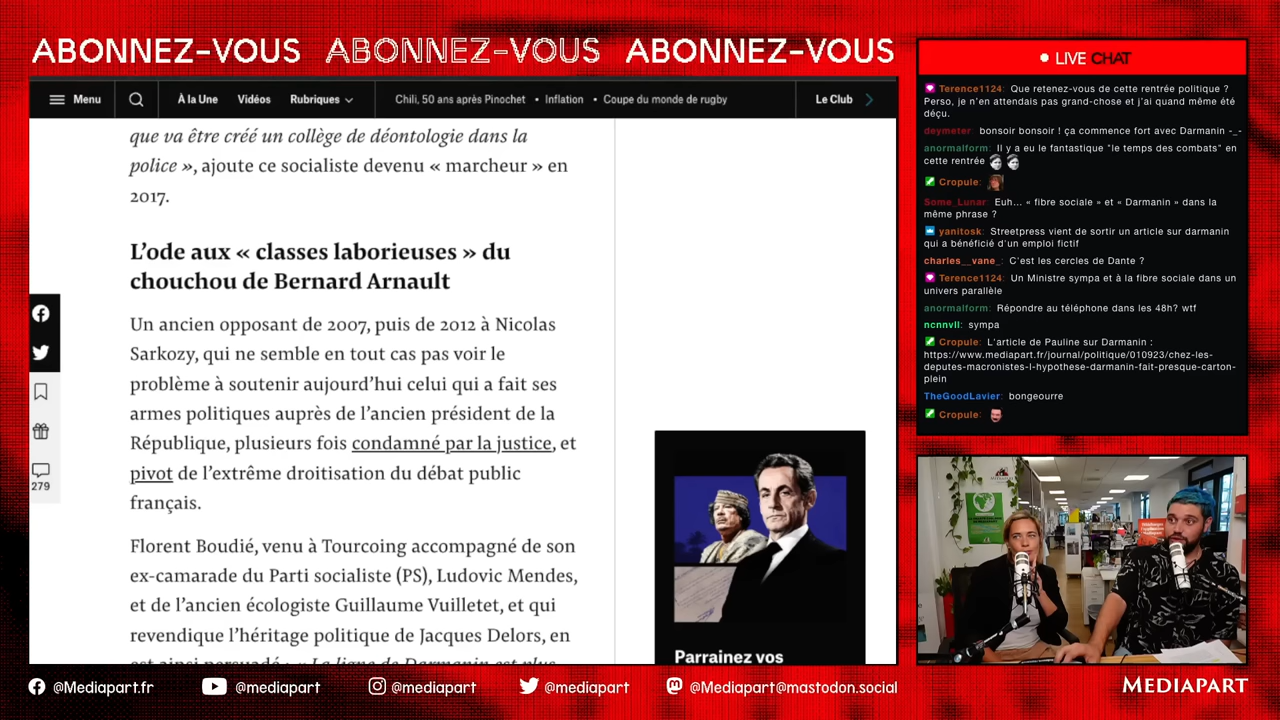 ABONNEZ-VOUS ABONNEZ-VOUS ABONNEZ-VOUS
Menu À la Une Vidéos Rubriques Chili, 50 ans après Pinochet • Inflation • Coupe du monde de rugby Le Club
que va être créé un collège de déontologie dans la
police », ajoute ce socialiste devenu « marcheur » en
2017.
L’ode aux « classes laborieuses » du
chouchou de Bernard Arnault
Un ancien opposant de 2007, puis de 2012 à Nicolas
Sarkozy, qui ne semble en tout cas pas voir le
problème à soutenir aujourd’hui celui qui a fait ses
armes politiques auprès de l’ancien président de la
République, plusieurs fois condamné par la justice, et
pivot de l’extrême droitisation du débat public
français.
Florent Boudié, venu à Tourcoing accompagné de son
ex-camarade du Parti socialiste (PS), Ludovic Mendes,
et de l’ancien écologiste Guillaume Vuilletet, et qui
revendique l’héritage politique de Jacques Delors, en
est ainsi persuadé : « La ligne de Darmanin est plus
279
Parrainez vos
LIVE CHAT
Terence1124: Que retenez-vous de cette rentrée politique ?
Perso, je n'en attendais pas grand-chose et j'ai quand même été
déçu.
deymeter: bonsoir bonsoir ! ça commence fort avec Darmanin -_-
anormalform: Il y a eu le fantastique "le temps des combats" en
cette rentrée
Cropule:
Some_Lunar: Euh... « fibre sociale » et « Darmanin » dans la
même phrase ?
yanitosk: Streetpress vient de sortir un article sur darmanin
qui a bénéficié d'un emploi fictif
charles__vane_: C'est les cercles de Dante ?
Terence1124: Un Ministre sympa et à la fibre sociale dans un
univers parallèle
anormalform: Répondre au téléphone dans les 48h? wtf
ncnnvll: sympa
Cropule: L'article de Pauline sur Darmanin :
https://www.mediapart.fr/journal/politique/010923/chez-les-
deputes-macronistes-l-hypothese-darmanin-fait-presque-carton-
plein
TheGoodLavier: bongeourre
Cropule:
@Mediapart.fr @mediapart @mediapart @mediapart @Mediapart@mastodon.social
MEDIAPART